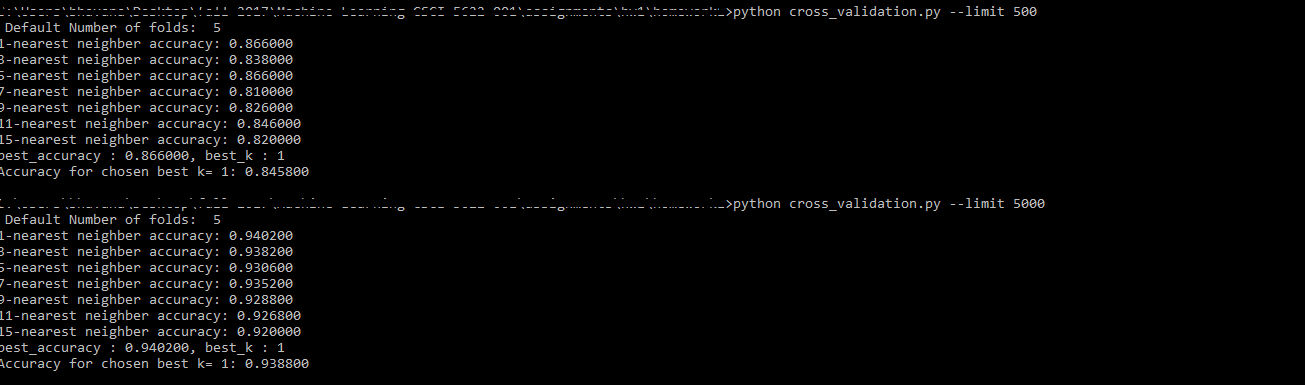 >python cross_validation.py --limit 500
Default Number of folds: 5
1-nearest neighber accuracy: 0.866000
3-nearest neighber accuracy: 0.838000
5-nearest neighber accuracy: 0.866000
7-nearest neighber accuracy: 0.810000
9-nearest neighber accuracy: 0.826000
11-nearest neighber accuracy: 0.846000
15-nearest neighber accuracy: 0.820000
best_accuracy : 0.866000, best_k : 1
Accuracy for chosen best k= 1: 0.845800
>python cross_validation.py --limit 5000
Default Number of folds: 5
1-nearest neighber accuracy: 0.940200
3-nearest neighber accuracy: 0.938200
5-nearest neighber accuracy: 0.930600
7-nearest neighber accuracy: 0.935200
9-nearest neighber accuracy: 0.928800
11-nearest neighber accuracy: 0.926800
15-nearest neighber accuracy: 0.920000
best_accuracy : 0.940200, best_k : 1
Accuracy for chosen best k= 1: 0.938800